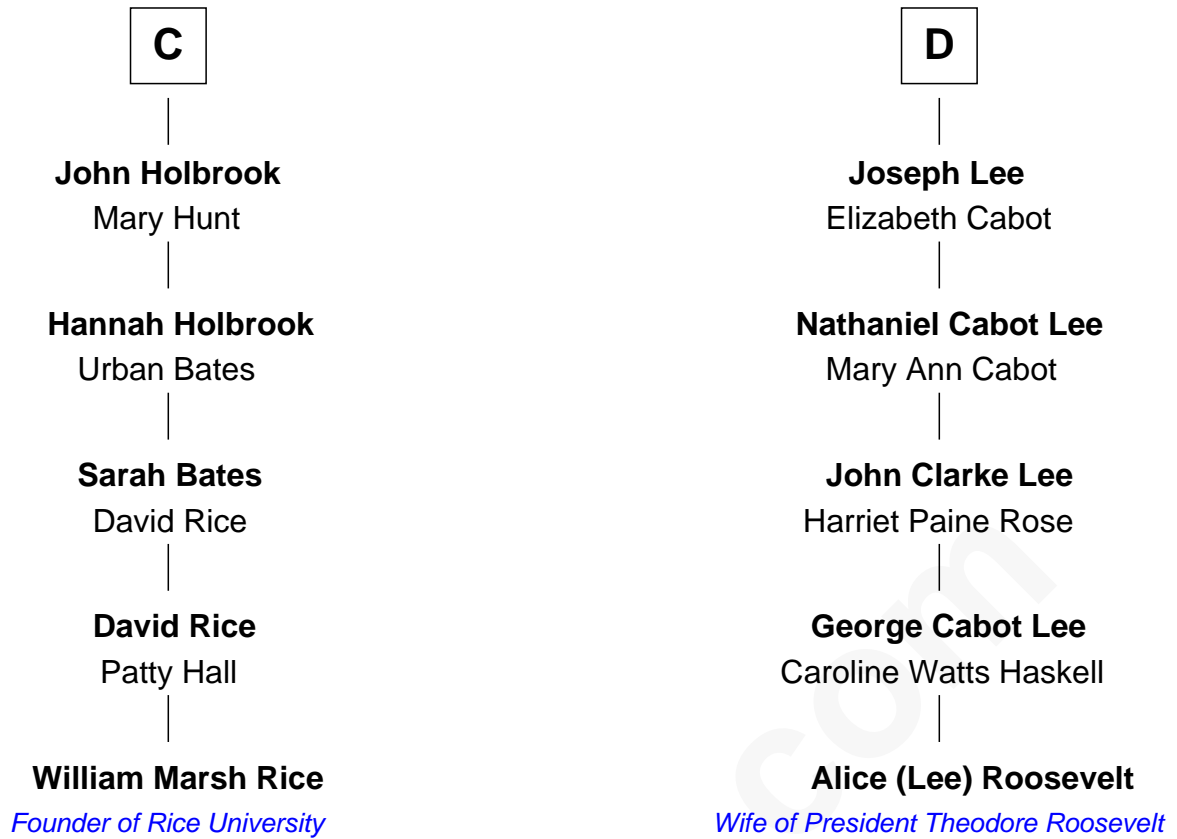 C
John Holbrook
Mary Hunt
Hannah Holbrook
Urban Bates
Sarah Bates
David Rice
David Rice
Patty Hall
William Marsh Rice
Founder of Rice University
D
Joseph Lee
Elizabeth Cabot
Nathaniel Cabot Lee
Mary Ann Cabot
John Clarke Lee
Harriet Paine Rose
George Cabot Lee
Caroline Watts Haskell
Alice (Lee) Roosevelt
Wife of President Theodore Roosevelt
com